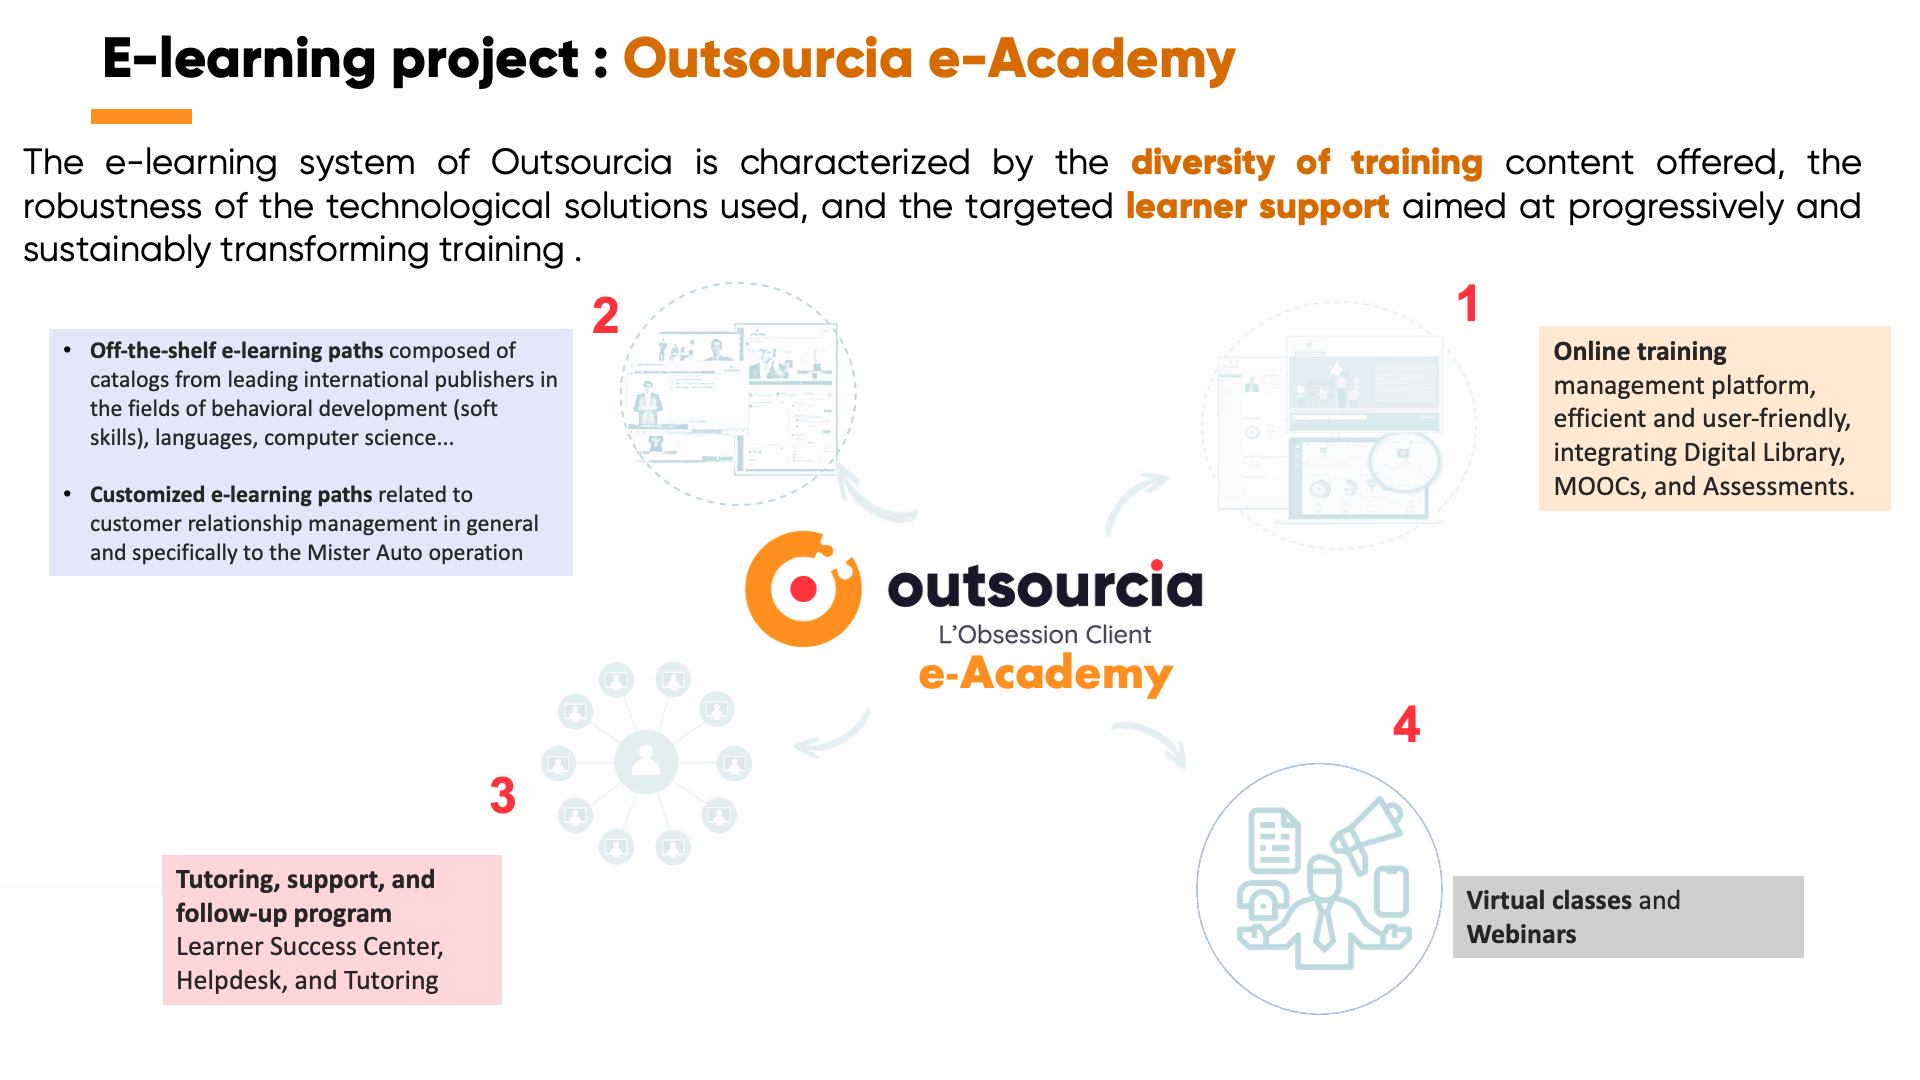 E-learning project : Outsourcia e-Academy
The e-learning system of Outsourcia is characterized by the diversity of training content offered, the
robustness of the technological solutions used, and the targeted learner support aimed at progressively and
sustainably transforming training .
1
Online training
management platform,
efficient and user-friendly,
integrating Digital Library,
MOOCs, and Assessments.
2
• Off-the-shelf e-learning paths composed of
catalogs from leading international publishers in
the fields of behavioral development (soft
skills), languages, computer science...
• Customized e-learning paths related to
customer relationship management in general
and specifically to the Mister Auto operation
outsourcia
L'Obsession Client
e-Academy
3
Tutoring, support, and
follow-up program
Learner Success Center,
Helpdesk, and Tutoring
4
Virtual classes and
Webinars